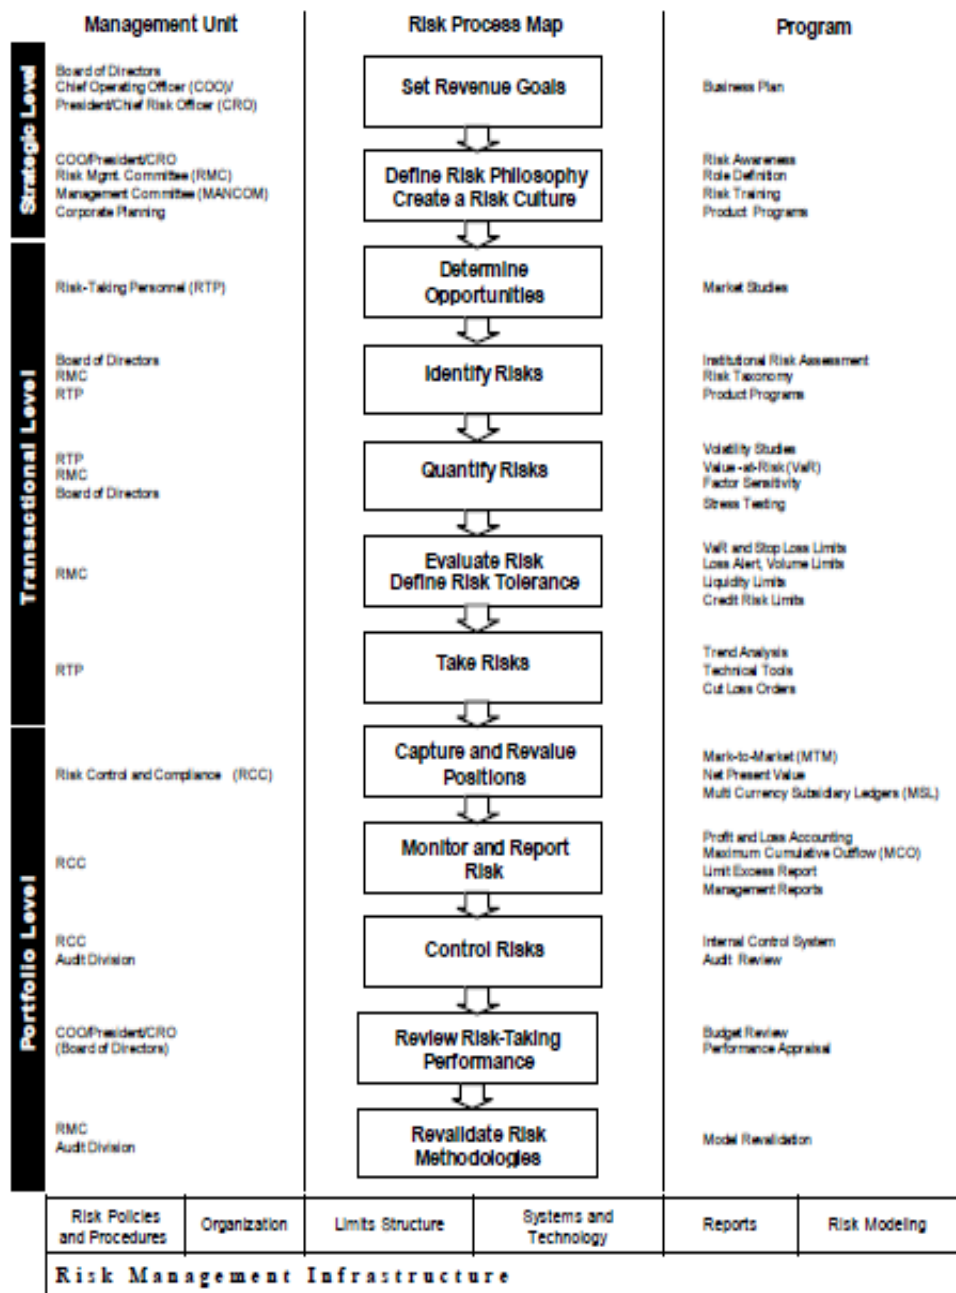 Management Unit
Risk Process Map
Program
Strategic Level
Board of Directors
Chief Operating Officer (COO)/
President/Chief Risk Officer (CRO)
Set Revenue Goals
Business Plan
COO/President/CRO
Risk Mgmt. Committee (RMC)
Management Committee (MANCOM)
Corporate Planning
Define Risk Philosophy
Create a Risk Culture
Risk Awareness
Role Definition
Risk Training
Product Programs
Transactional Level
Risk-Taking Personnel (RTP)
Determine
Opportunities
Market Studies
Board of Directors
RMC
RTP
Identify Risks
Institutional Risk Assessment
Risk Taxonomy
Product Programs
RTP
RMC
Board of Directors
Quantify Risks
Volatility Studies
Value-at-Risk (VaR)
Factor Sensitivity
Stress Testing
RMC
Evaluate Risk
Define Risk Tolerance
VaR and Stop Loss Limits
Loss Alert, Volume Limits
Liquidity Limits
Credit Risk Limits
RTP
Take Risks
Trend Analysis
Technical Tools
Cut Loss Orders
Portfolio Level
Risk Control and Compliance (RCC)
Capture and Revalue
Positions
Mark-to-Market (MTM)
Net Present Value
Multi Currency Subsidiary Ledgers (MSL)
RCC
Monitor and Report
Risk
Profit and Loss Accounting
Maximum Cumulative Outflow (MCO)
Limit Excess Report
Management Reports
RCC
Audit Division
Control Risks
Internal Control System
Audit Review
COO/President/CRO
(Board of Directors)
Review Risk-Taking
Performance
Budget Review
Performance Appraisal
RMC
Audit Division
Revalidate Risk
Methodologies
Model Revalidation
Risk Policies
and Procedures
Organization
Limits Structure
Systems and
Technology
Reports
Risk Modeling
Risk Management Infrastructure